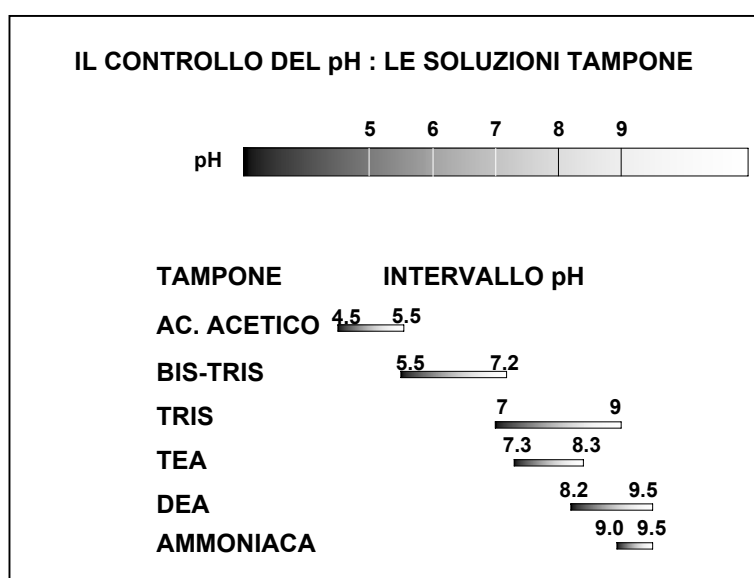 IL CONTROLLO DEL pH : LE SOLUZIONI TAMPONE
5 6 7 8 9
pH
TAMPONE INTERVALLO pH
AC. ACETICO 4.5 5.5
BIS-TRIS 5.5 7.2
TRIS 7 9
TEA 7.3 8.3
DEA 8.2 9.5
AMMONIACA 9.0 9.5